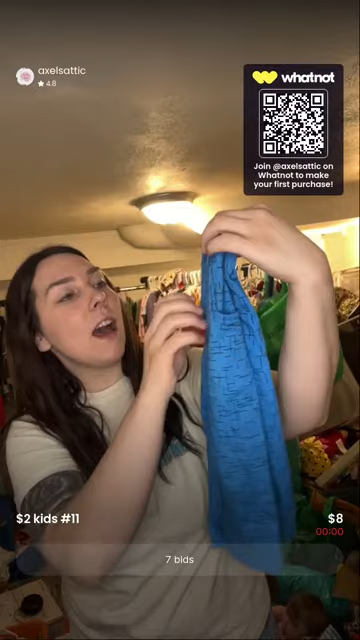 axelsattic
★ 4.8
whatnot
Join @axelsattic on
Whatnot to make
your first purchase!
$2 kids #11
$8
00:00
7 bids